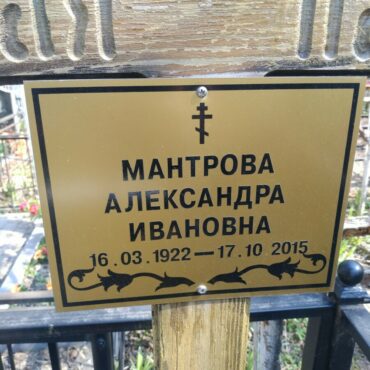 МАНТРОВА
АЛЕКСАНДРА
ИВАНОВНА
16.03.1922—17.10 2015